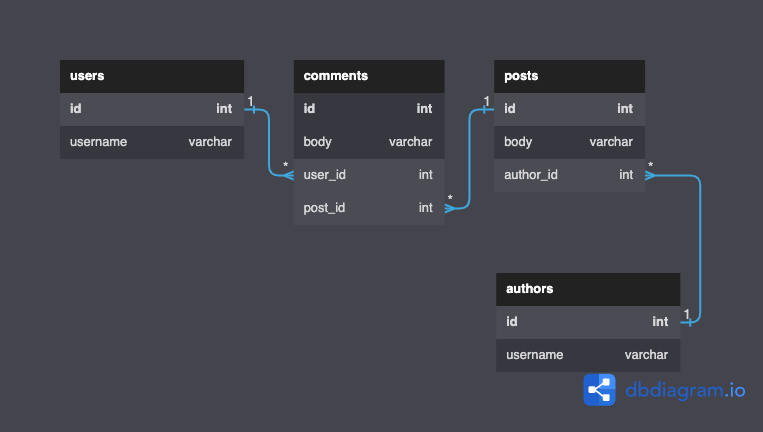 users
id int
username varchar
1
*
comments
id int
body varchar
user_id int
post_id int
*
1
posts
id int
body varchar
author_id int
*
authors
id int
username varchar
1
dbdiagram.io